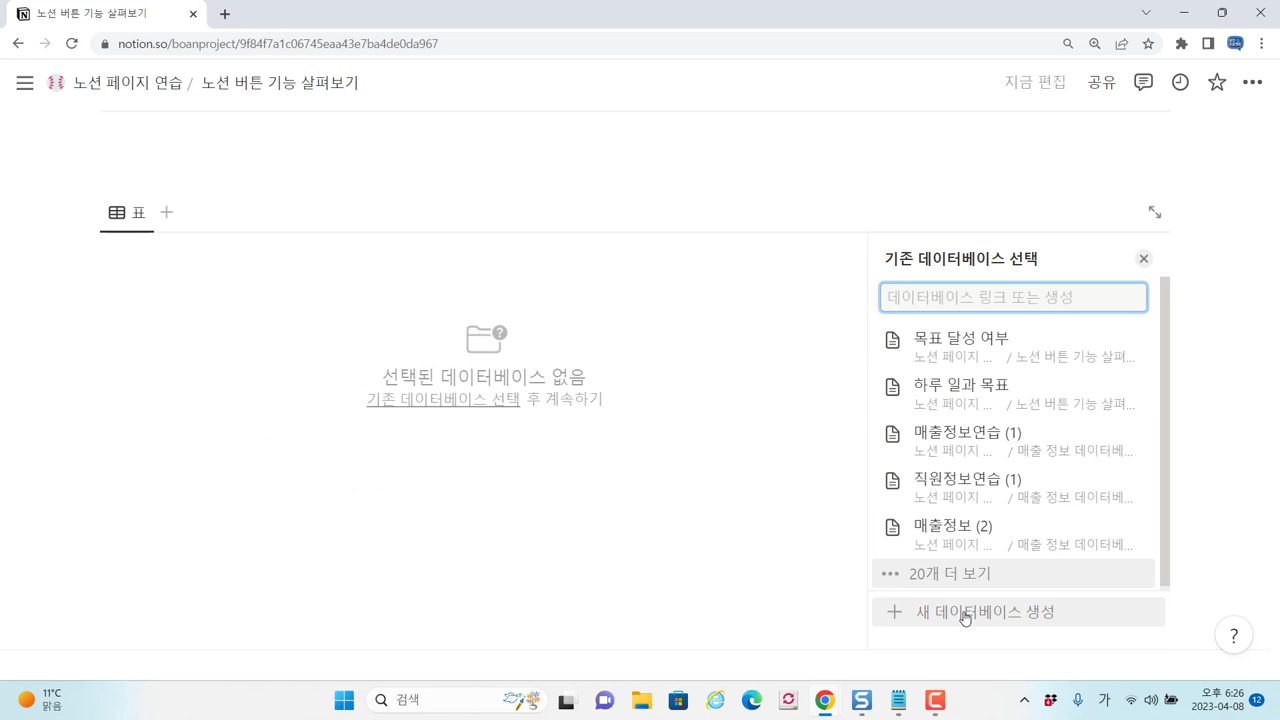 노션 버튼 기능 살펴보기
notion.so/boanproject/9f84f7a1c06745eaa43e7ba4de0da967
노션 페이지 연습 / 노션 버튼 기능 살펴보기
지금 편집 공유
표
기존 데이터베이스 선택
데이터베이스 링크 또는 생성
목표 달성 여부
노션 페이지 ... / 노션 버튼 기능 살펴...
하루 일과 목표
노션 페이지 ... / 노션 버튼 기능 살펴...
매출정보연습 (1)
노션 페이지 ... / 매출 정보 데이터베...
직원정보연습 (1)
노션 페이지 ... / 매출 정보 데이터베...
매출정보 (2)
노션 페이지 ... / 매출 정보 데이터베...
20개 더 보기
새 데이터베이스 생성
선택된 데이터베이스 없음
기존 데이터베이스 선택 후 계속하기
?
11°C
맑음
검색
가
오후 6:26
2023-04-08
12